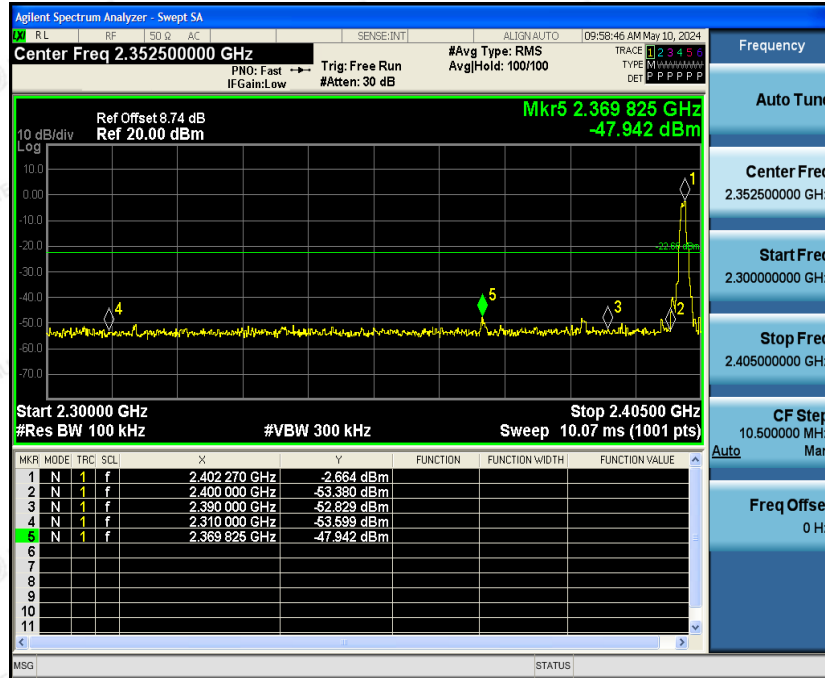 Agilent Spectrum Analyzer - Swept SA
LXI RL RF 50 Ω AC SENSE:INT ALIGN AUTO 09:58:46 AM May 10, 2024
Center Freq 2.352500000 GHz #Avg Type: RMS TRACE 1 2 3 4 5 6
PNO: Fast Trig: Free Run Avg|Hold: 100/100 TYPE M
IFGain:Low #Atten: 30 dB DET P P P P P P
Mkr5 2.369 825 GHz
-47.942 dBm
Ref Offset 8.74 dB
10 dB/div Ref 20.00 dBm
Log
10.0
0.00
-10.0
-20.0
-22.66 dBm
-30.0
-40.0
-50.0
-60.0
-70.0
1
2
3
4
5
Start 2.30000 GHz Stop 2.40500 GHz
#Res BW 100 kHz #VBW 300 kHz Sweep 10.07 ms (1001 pts)
MKR MODE TRC SCL X Y FUNCTION FUNCTION WIDTH FUNCTION VALUE
1 N 1 f 2.402 270 GHz -2.664 dBm
2 N 1 f 2.400 000 GHz -53.380 dBm
3 N 1 f 2.390 000 GHz -52.829 dBm
4 N 1 f 2.310 000 GHz -53.599 dBm
5 N 1 f 2.369 825 GHz -47.942 dBm
6
7
8
9
10
11
MSG STATUS
Frequency
Auto Tune
Center Freq
2.352500000 GHz
Start Freq
2.300000000 GHz
Stop Freq
2.405000000 GHz
CF Step
10.500000 MHz
Auto Man
Freq Offset
0 Hz